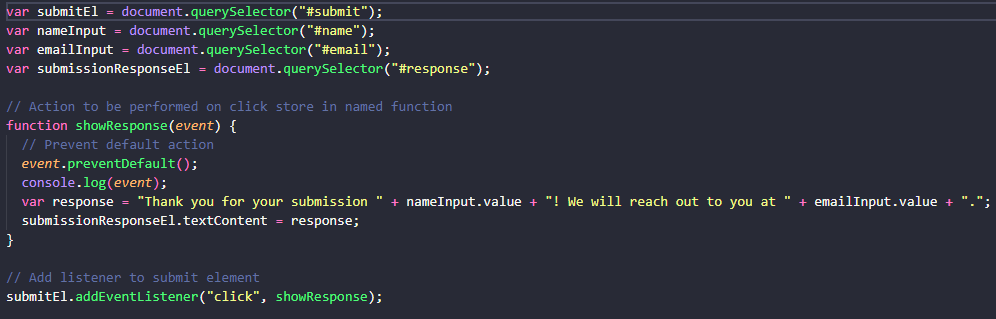 var submitEl = document.querySelector("#submit");
var nameInput = document.querySelector("#name");
var emailInput = document.querySelector("#email");
var submissionResponseEl = document.querySelector("#response");

// Action to be performed on click store in named function
function showResponse(event) {
  // Prevent default action
  event.preventDefault();
  console.log(event);
  var response = "Thank you for your submission " + nameInput.value + "! We will reach out to you at " + emailInput.value + ".";
  submissionResponseEl.textContent = response;
}

// Add listener to submit element
submitEl.addEventListener("click", showResponse);